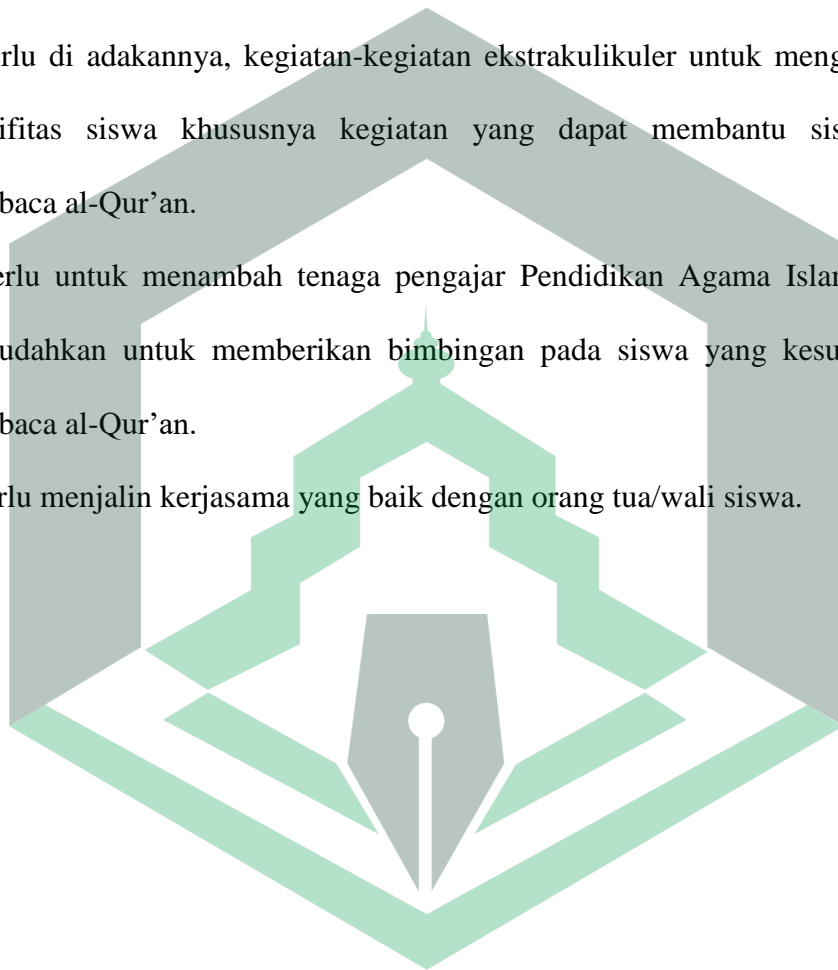 rlu di adakannya, kegiatan-kegiatan ekstrakulikuler untuk meng
ifitas siswa khususnya kegiatan yang dapat membantu sis
baca al-Qur’an.
erlu untuk menambah tenaga pengajar Pendidikan Agama Islam
udahkan untuk memberikan bimbingan pada siswa yang kesu
baca al-Qur’an.
rlu menjalin kerjasama yang baik dengan orang tua/wali siswa.